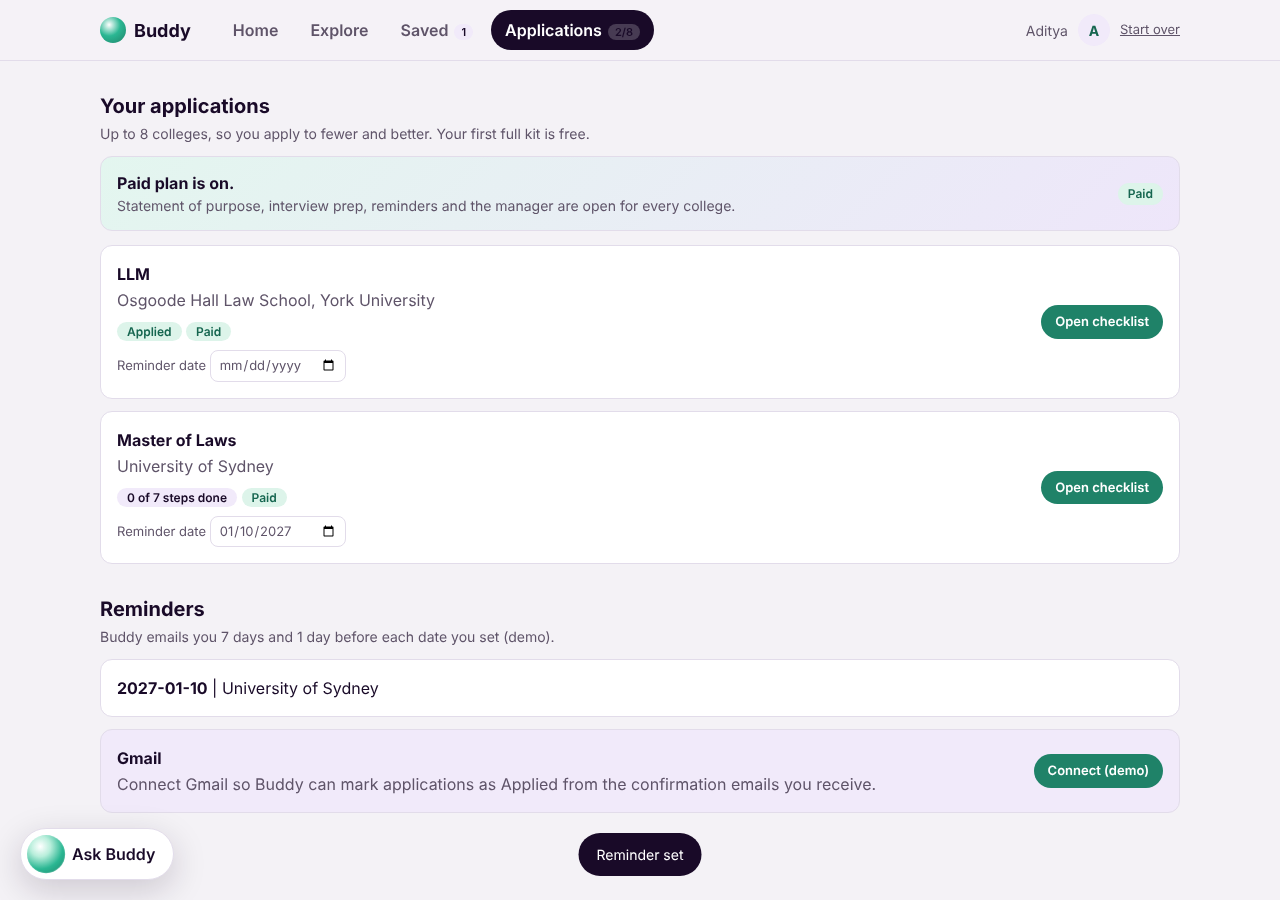 Buddy
Home
Explore
Saved 1
Applications 2/8
Aditya
A
Start over
Your applications
Up to 8 colleges, so you apply to fewer and better. Your first full kit is free.
Paid plan is on.
Statement of purpose, interview prep, reminders and the manager are open for every college.
Paid
LLM
Osgoode Hall Law School, York University
Applied Paid
Reminder date mm/dd/yyyy
Open checklist
Master of Laws
University of Sydney
0 of 7 steps done Paid
Reminder date 01/10/2027
Open checklist
Reminders
Buddy emails you 7 days and 1 day before each date you set (demo).
2027-01-10 | University of Sydney
Gmail
Connect Gmail so Buddy can mark applications as Applied from the confirmation emails you receive.
Connect (demo)
Ask Buddy
Reminder set